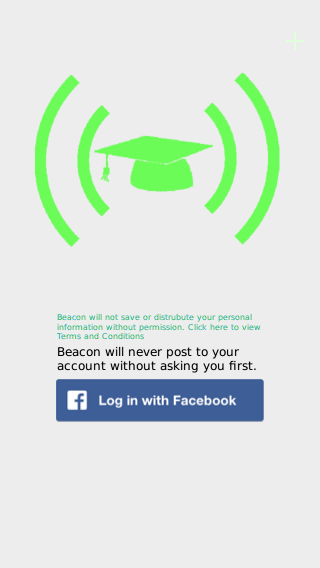 Beacon will not save or distrubute your personal
information without permission. Click here to view
Terms and Conditions
Beacon will never post to your
account without asking you first.
Log in with Facebook